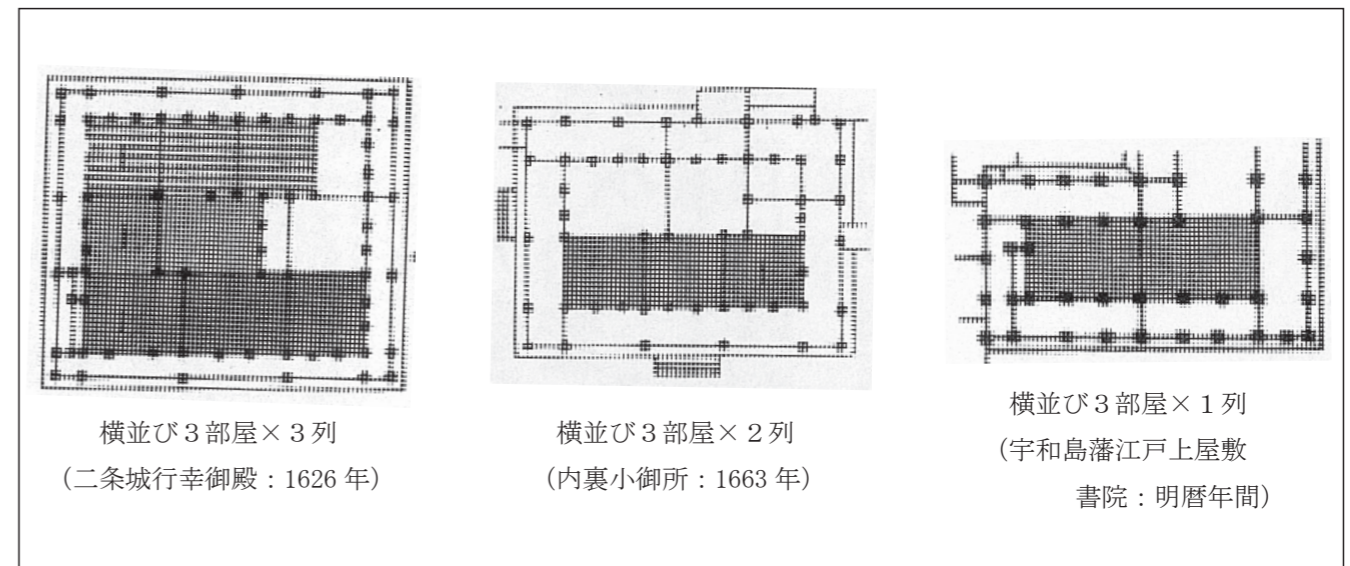 横並び3部屋×3列
(二条城行幸御殿：1626 年)
横並び3部屋×2列
(内裏小御所：1663 年)
横並び3部屋×1列
(宇和島藩江戸上屋敷
書院：明暦年間)